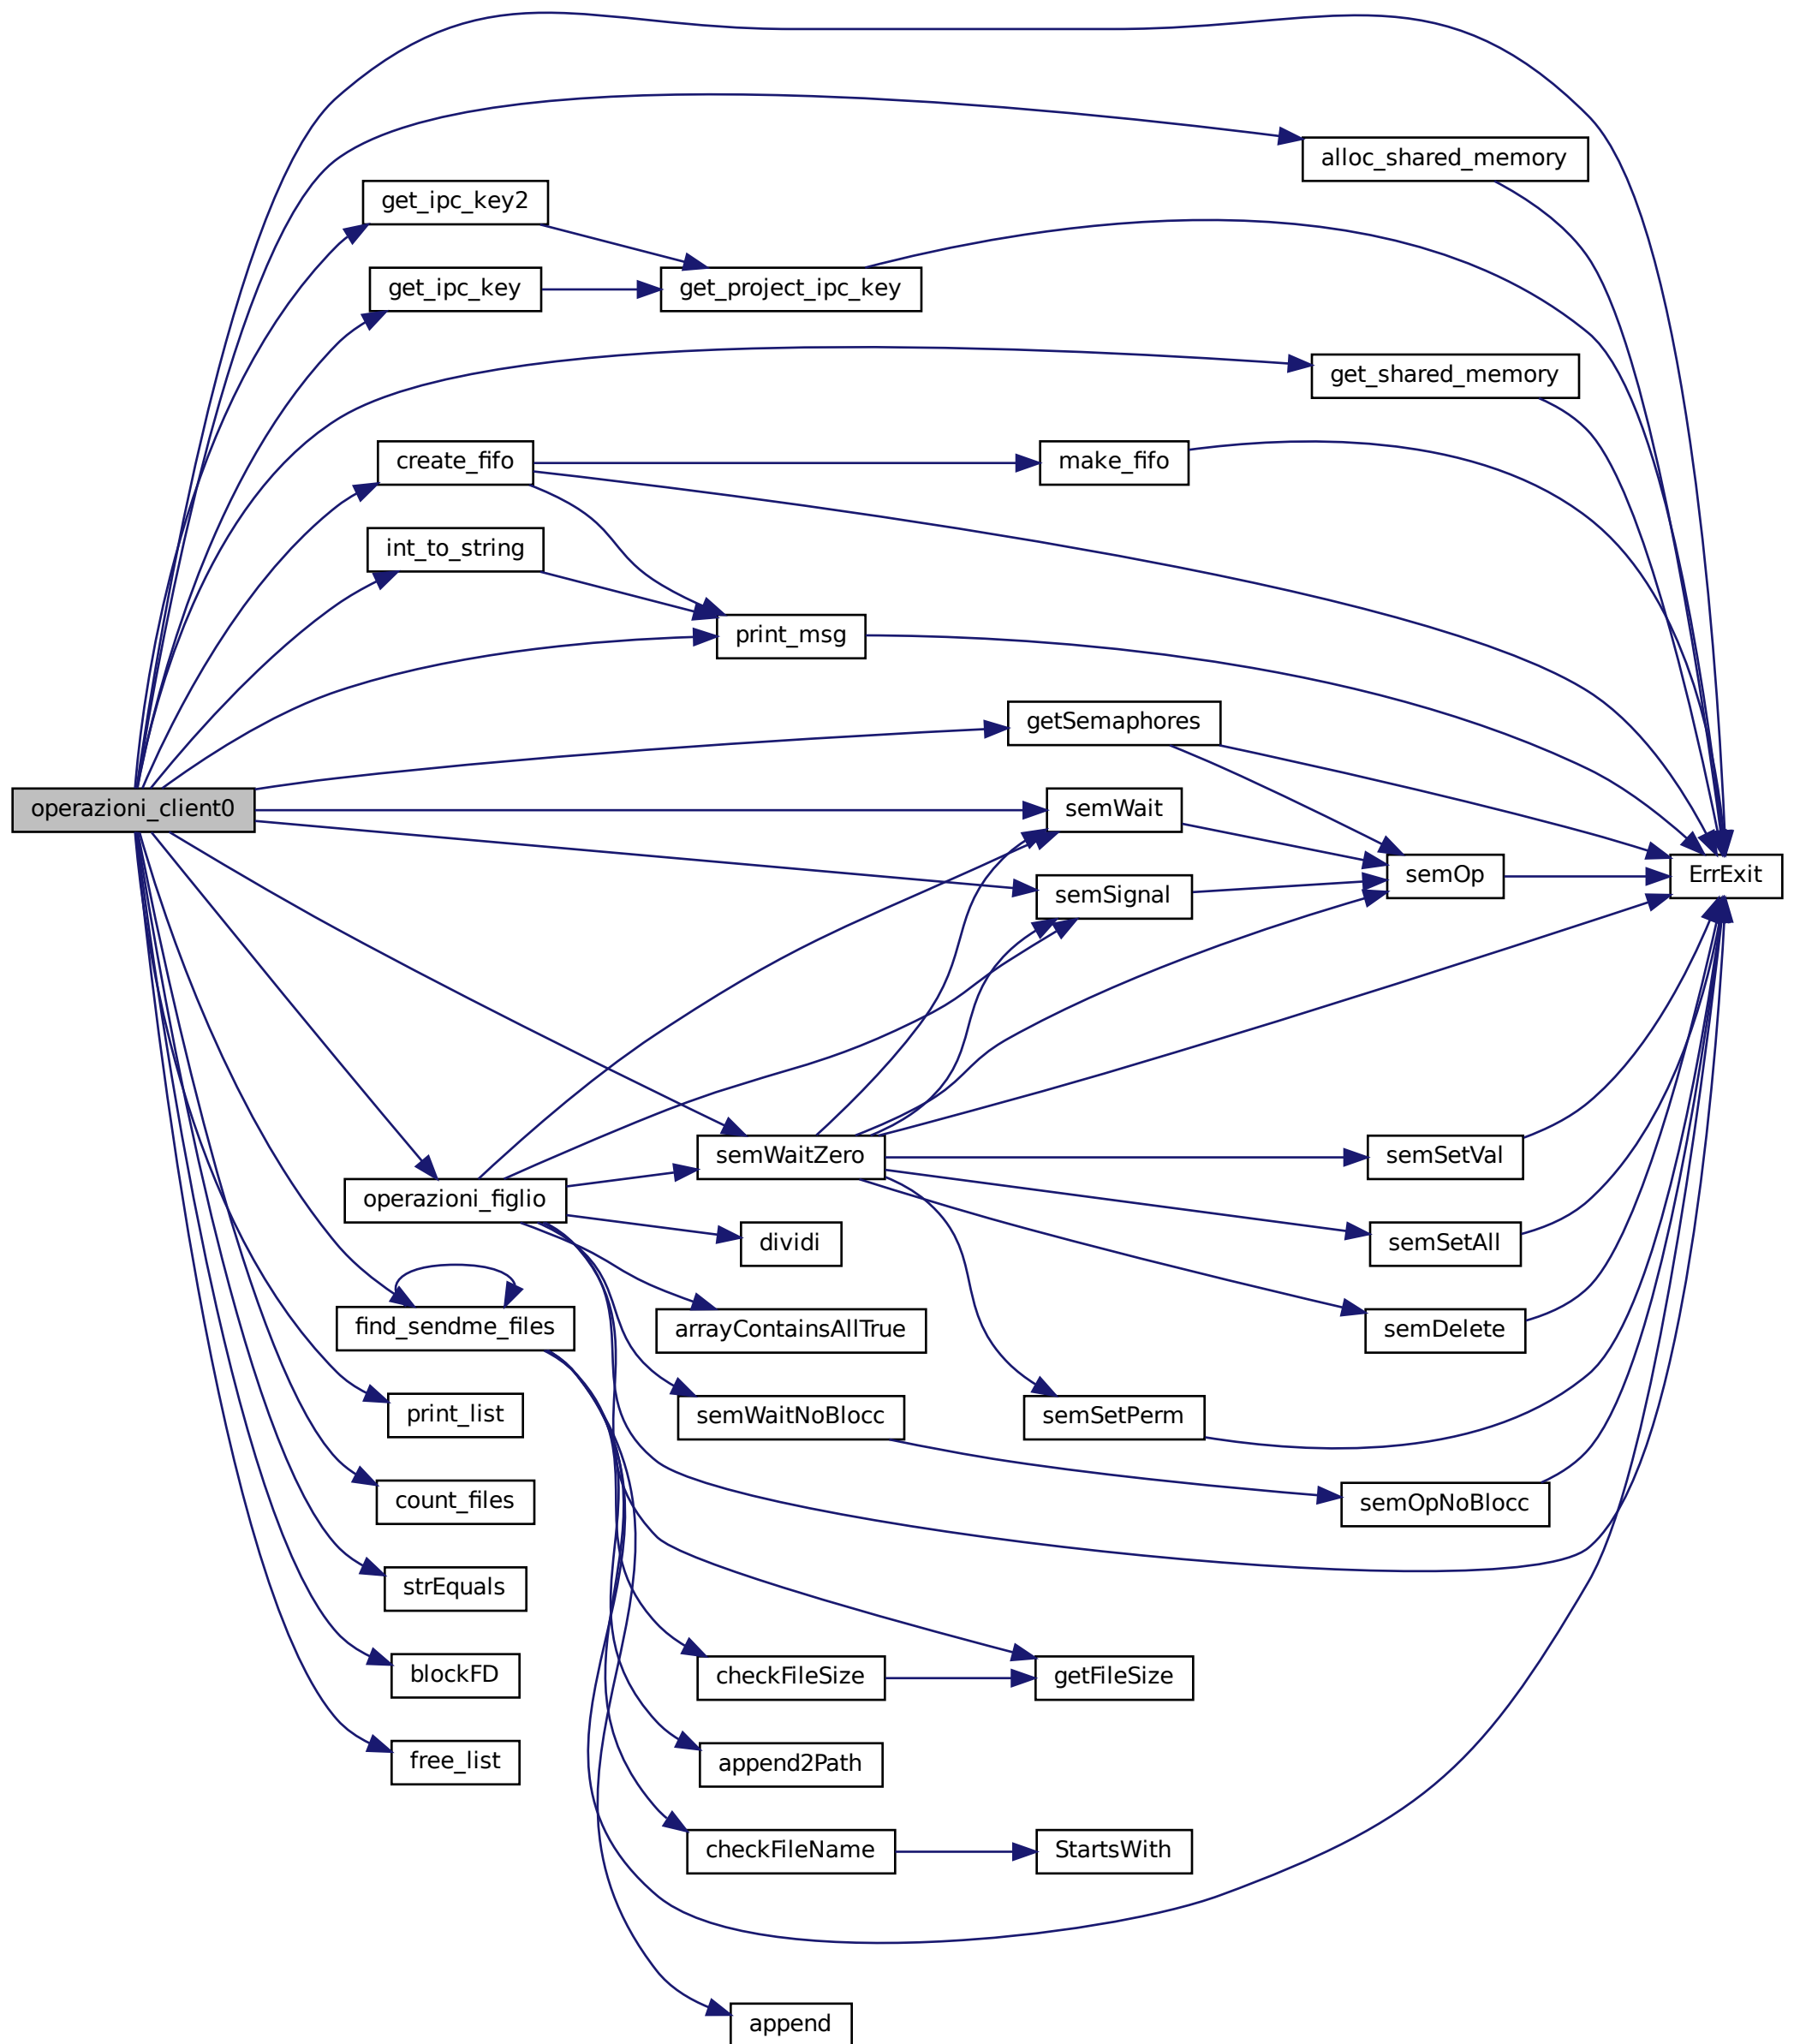 alloc_shared_memory
get_ipc_key2
get_ipc_key
get_project_ipc_key
get_shared_memory
create_fifo
make_fifo
int_to_string
print_msg
getSemaphores
operazioni_client0
semWait
semOp
ErrExit
semSignal
semWaitZero
semSetVal
operazioni_figlio
dividi
semSetAll
find_sendme_files
arrayContainsAllTrue
semDelete
print_list
semWaitNoBlocc
semSetPerm
count_files
semOpNoBlocc
strEquals
blockFD
checkFileSize
getFileSize
free_list
append2Path
checkFileName
StartsWith
append